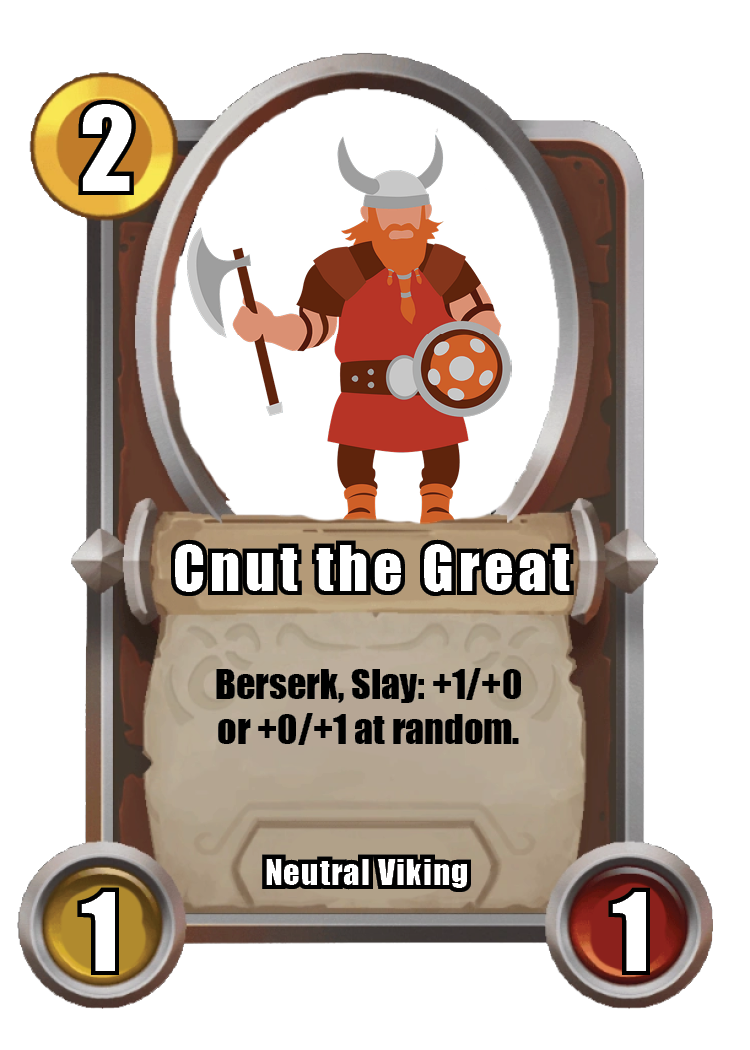 2
Cnut the Great
Berserk, Slay: +1/+0
or +0/+1 at random.
Neutral Viking
1
1